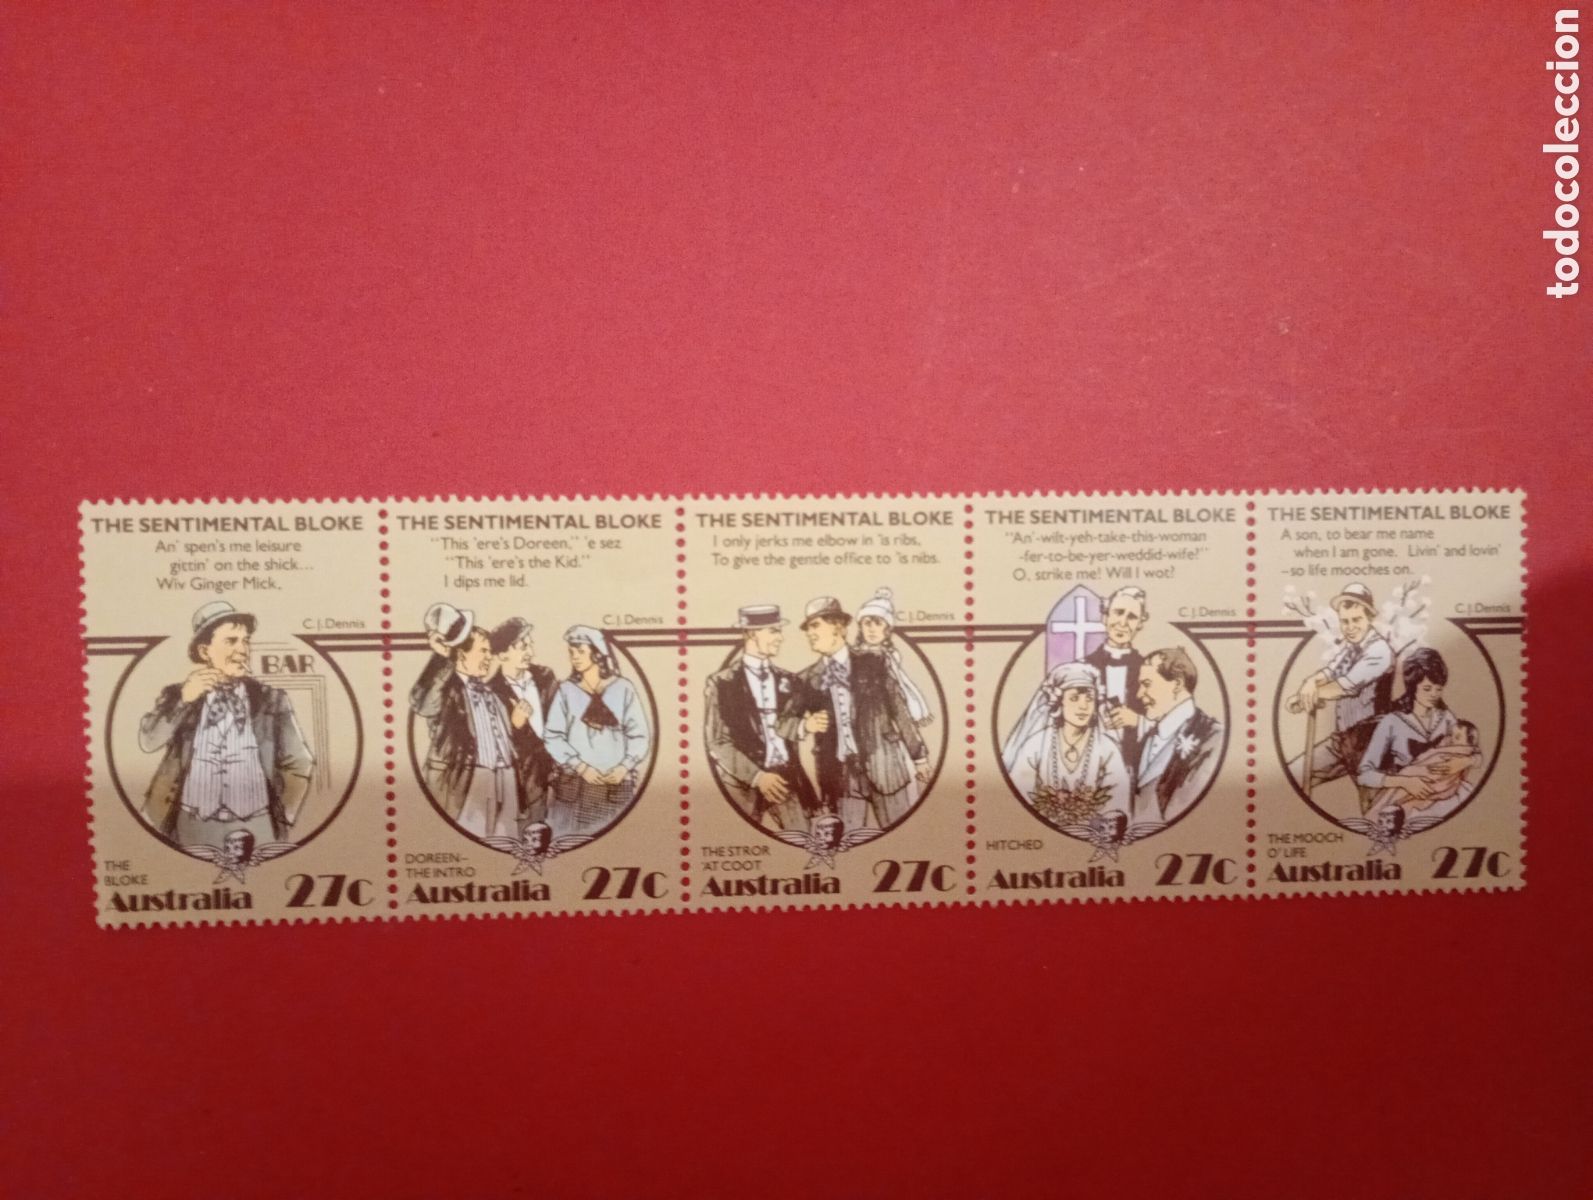 THE SENTIMENTAL BLOKE
An' spen's me leisure
gittin' on the shick...
Wiv Ginger Mick.
C.J.Dennis
BAR
THE
BLOKE
Australia 27c
THE SENTIMENTAL BLOKE
"This 'ere's Doreen," 'e sez
"This 'ere's the Kid."
I dips me lid.
C.J.Dennis
DOREEN-
THE INTRO
Australia 27c
THE SENTIMENTAL BLOKE
I only jerks me elbow in 'is ribs,
To give the gentle office to 'is nibs.
C.J.Dennis
THE STROR
'AT COOT
Australia 27c
THE SENTIMENTAL BLOKE
"An'-wilt-yeh-take-this-woman
-fer-to-be-yer-weddid-wife?"
O, strike me! Will I wot?
C.J.Dennis
HITCHED
Australia 27c
THE SENTIMENTAL BLOKE
A son, to bear me name
when I am gone. Livin' and lovin'
-so life mooches on.
C.J.Dennis
THE MOOCH
O' LIFE
Australia 27c
todocoleccion